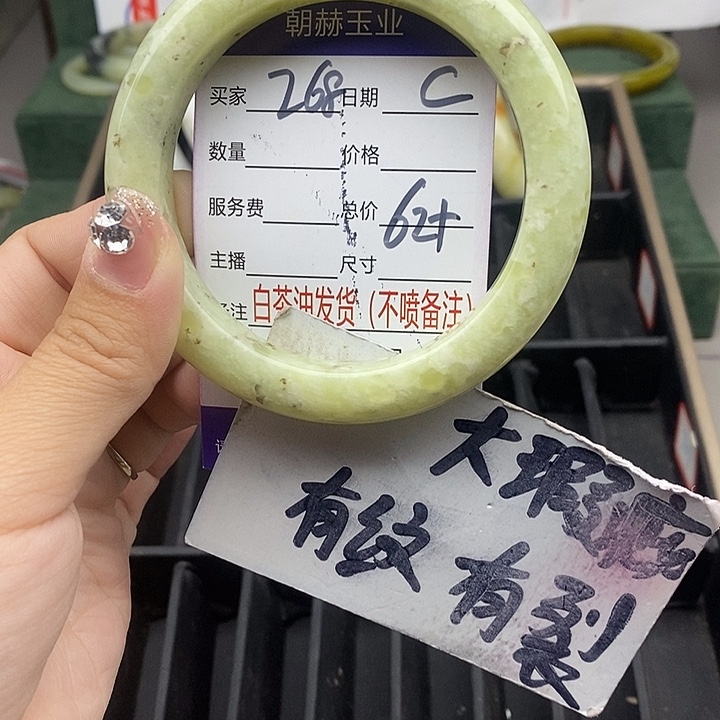 朝赫玉业
买家 268 日期 C
数量 价格
服务费 总价 62+
主播 尺寸
注 白茶油发货（不喷备注）
大瑕疵
有纹 有裂